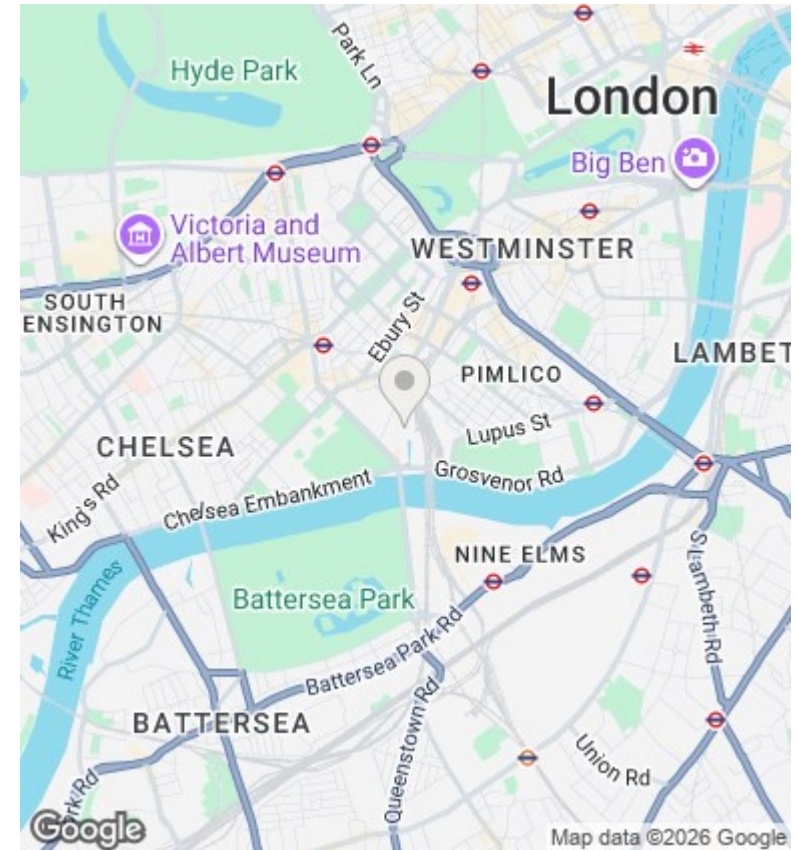 Park Ln
Hyde Park
London
Big Ben
Victoria and
Albert Museum
WESTMINSTER
SOUTH
ENSINGTON
Ebury St
LAMBET
PIMLICO
Lupus St
CHELSEA
Grosvenor Rd
King's Rd
Chelsea Embankment
NINE ELMS
River Thames
Battersea Park
S Lambeth Rd
Battersea Park Rd
BATTERSEA
Queenstown Rd
Union Rd
rk Rd
Google
Map data ©2026 Google